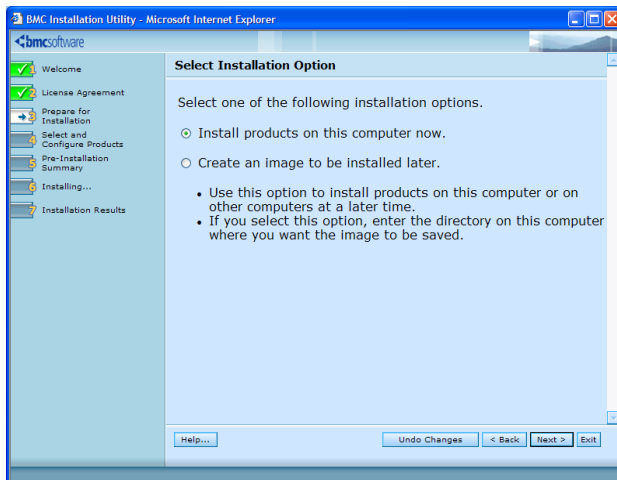 BMC Installation Utility - Microsoft Internet Explorer
bmcsoftware
1 Welcome
2 License Agreement
3 Prepare for
Installation
4 Select and
Configure Products
5 Pre-Installation
Summary
6 Installing...
7 Installation Results
Select Installation Option
Select one of the following installation options.
Install products on this computer now.
Create an image to be installed later.
• Use this option to install products on this computer or on
other computers at a later time.
• If you select this option, enter the directory on this computer
where you want the image to be saved.
Help...
Undo Changes
< Back
Next >
Exit